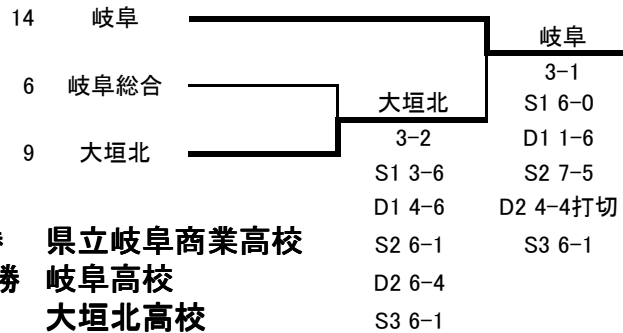 14 岐阜
岐阜
3-1
6 岐阜総合
大垣北
S1 6-0
3-2
D1 1-6
9 大垣北
S1 3-6
S2 7-5
D1 4-6
D2 4-4打切
県立岐阜商業高校
S2 6-1
S3 6-1
勝 岐阜高校
D2 6-4
大垣北高校
S3 6-1